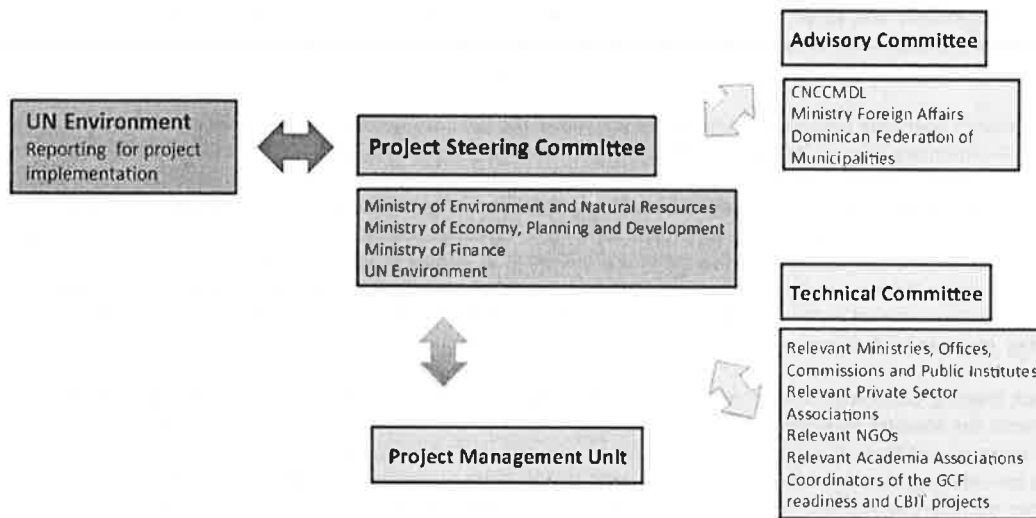 UN Environment
Reporting for project
implementation
Project Steering Committee
Ministry of Environment and Natural Resources
Ministry of Economy, Planning and Development
Ministry of Finance
UN Environment
Project Management Unit
Advisory Committee
CNCCMDL
Ministry Foreign Affairs
Dominican Federation of
Municipalities
Technical Committee
Relevant Ministries, Offices,
Commissions and Public Institutes
Relevant Private Sector
Associations
Relevant NGOs
Relevant Academia Associations
Coordinators of the GCF
readiness and CBIT projects